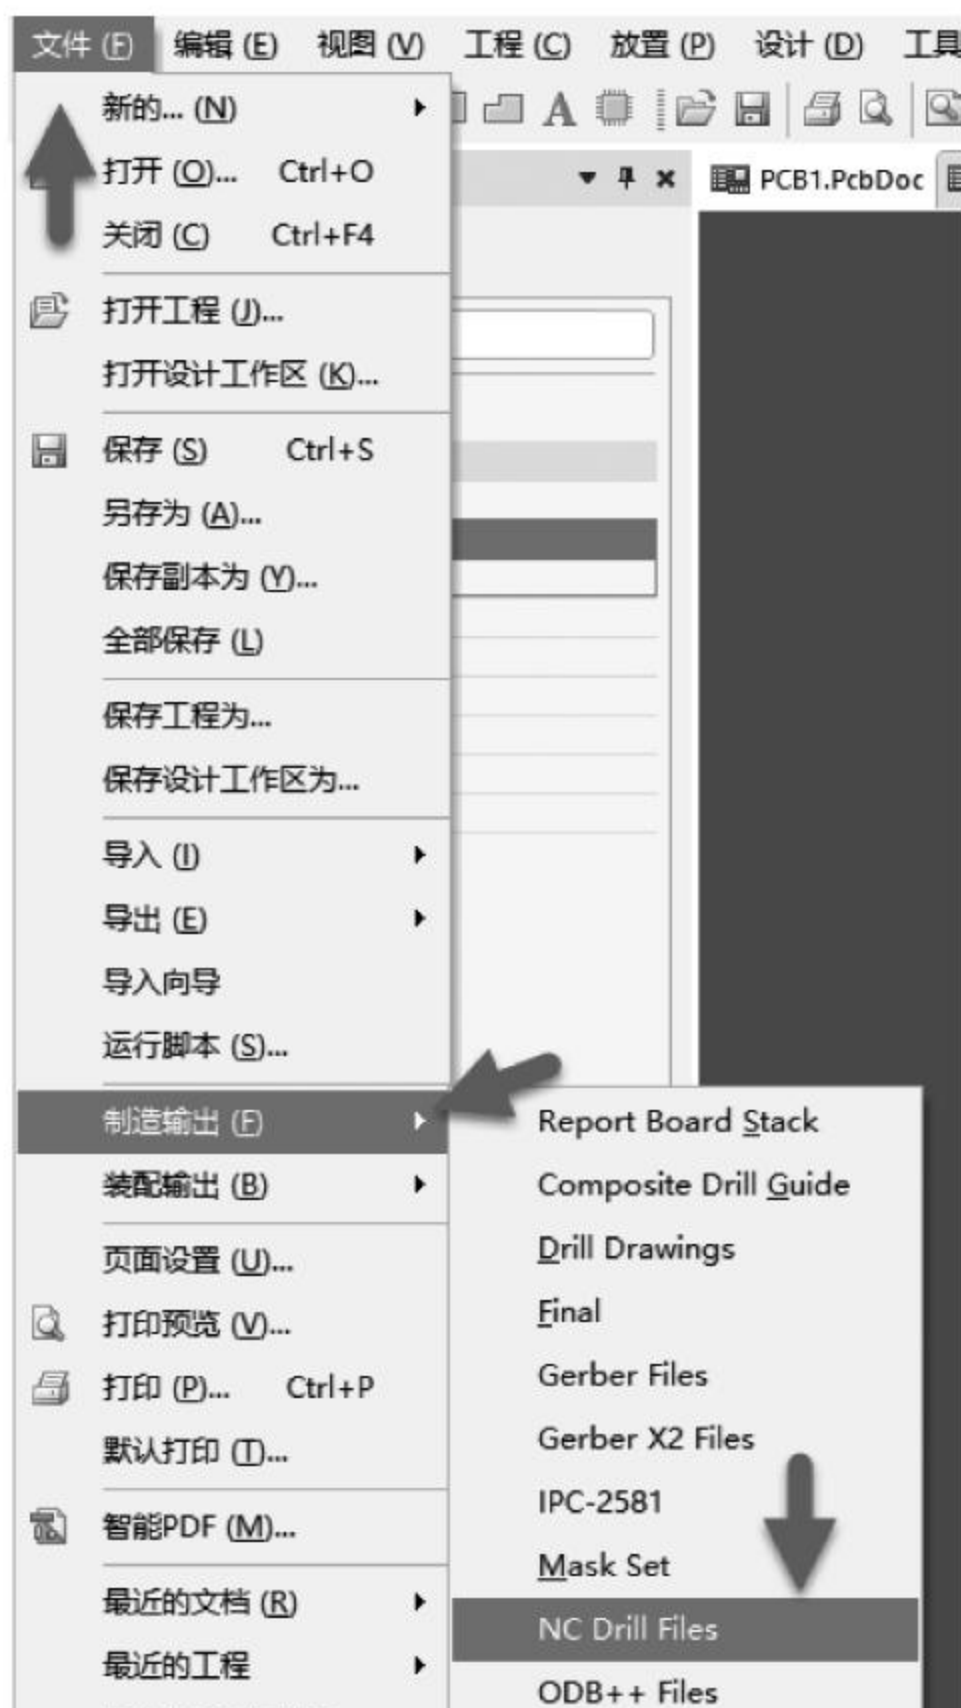 文件 (F) 编辑 (E) 视图 (V) 工程 (C) 放置 (P) 设计 (D) 工具
新的... (N)
A
打开 (O)... Ctrl+O
PCB1.PcbDoc
关闭 (C) Ctrl+F4
打开工程 (J)...
打开设计工作区 (K)...
保存 (S) Ctrl+S
另存为 (A)...
保存副本为 (Y)...
全部保存 (L)
保存工程为...
保存设计工作区为...
导入 (I)
导出 (E)
导入向导
运行脚本 (S)...
制造输出 (F)
装配输出 (B)
页面设置 (U)...
打印预览 (V)...
打印 (P)... Ctrl+P
默认打印 (T)...
智能PDF (M)...
最近的文档 (R)
最近的工程
Report Board Stack
Composite Drill Guide
Drill Drawings
Final
Gerber Files
Gerber X2 Files
IPC-2581
Mask Set
NC Drill Files
ODB++ Files